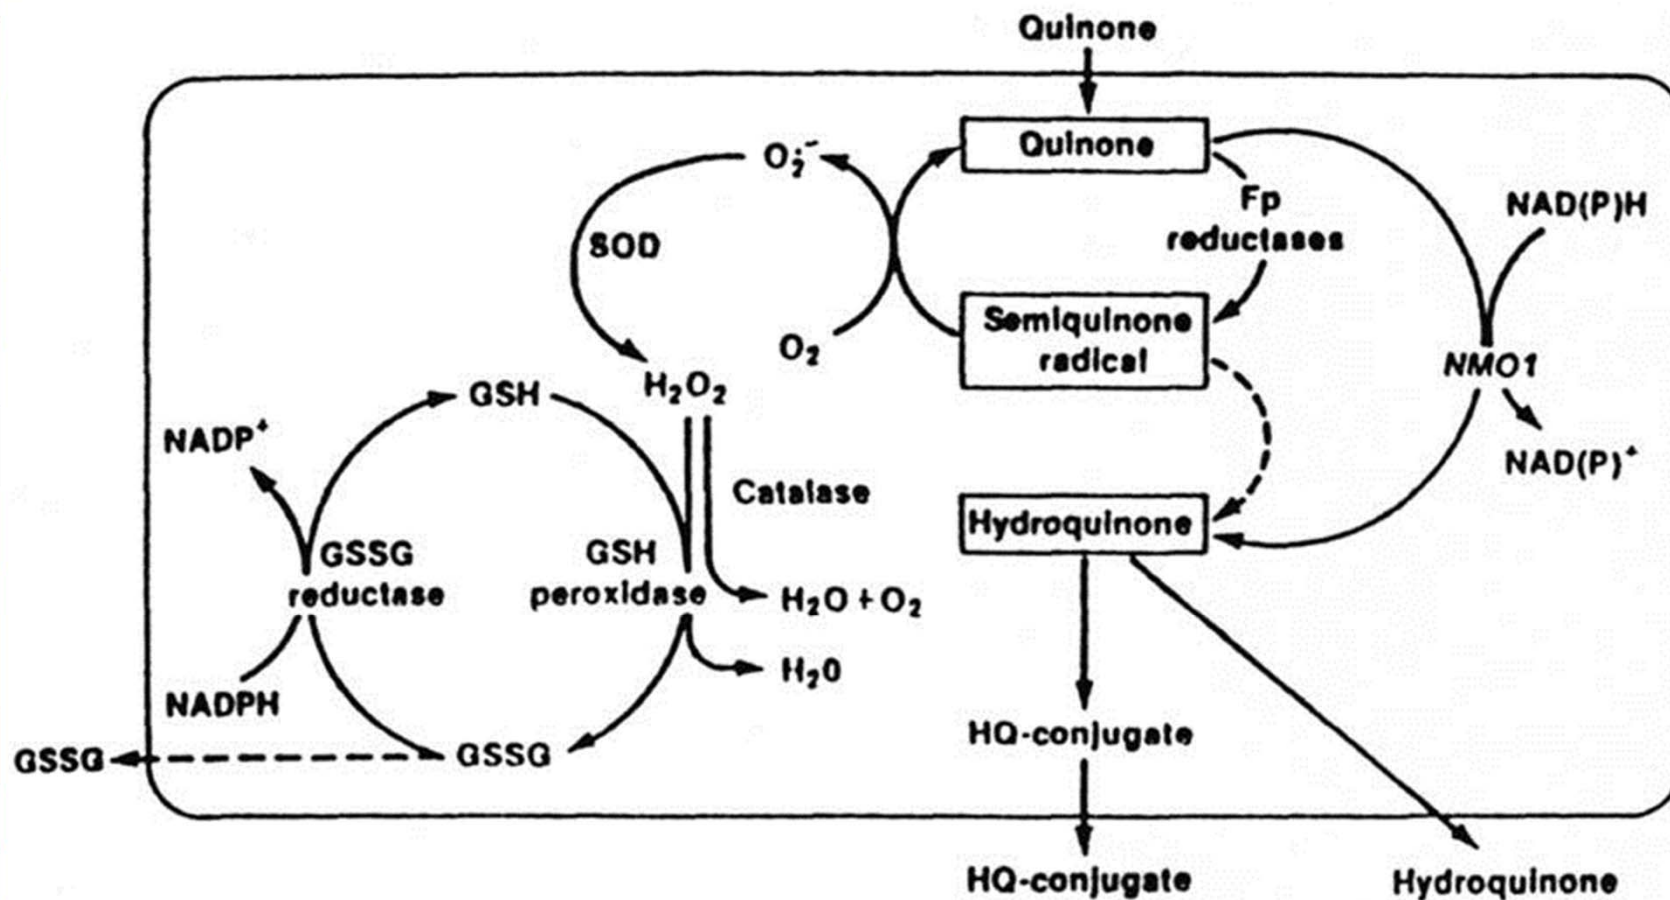 Quinone
Quinone
O₂·⁻
Fp
reductases
NAD(P)H
SOD
Semiquinone
radical
O₂
NMO1
H₂O₂
GSH
NADP⁺
NAD(P)⁺
Catalase
Hydroquinone
GSSG
reductase
GSH
peroxidase
H₂O + O₂
H₂0
NADPH
HQ-conjugate
GSSG
GSSG
HQ-conjugate
Hydroquinone